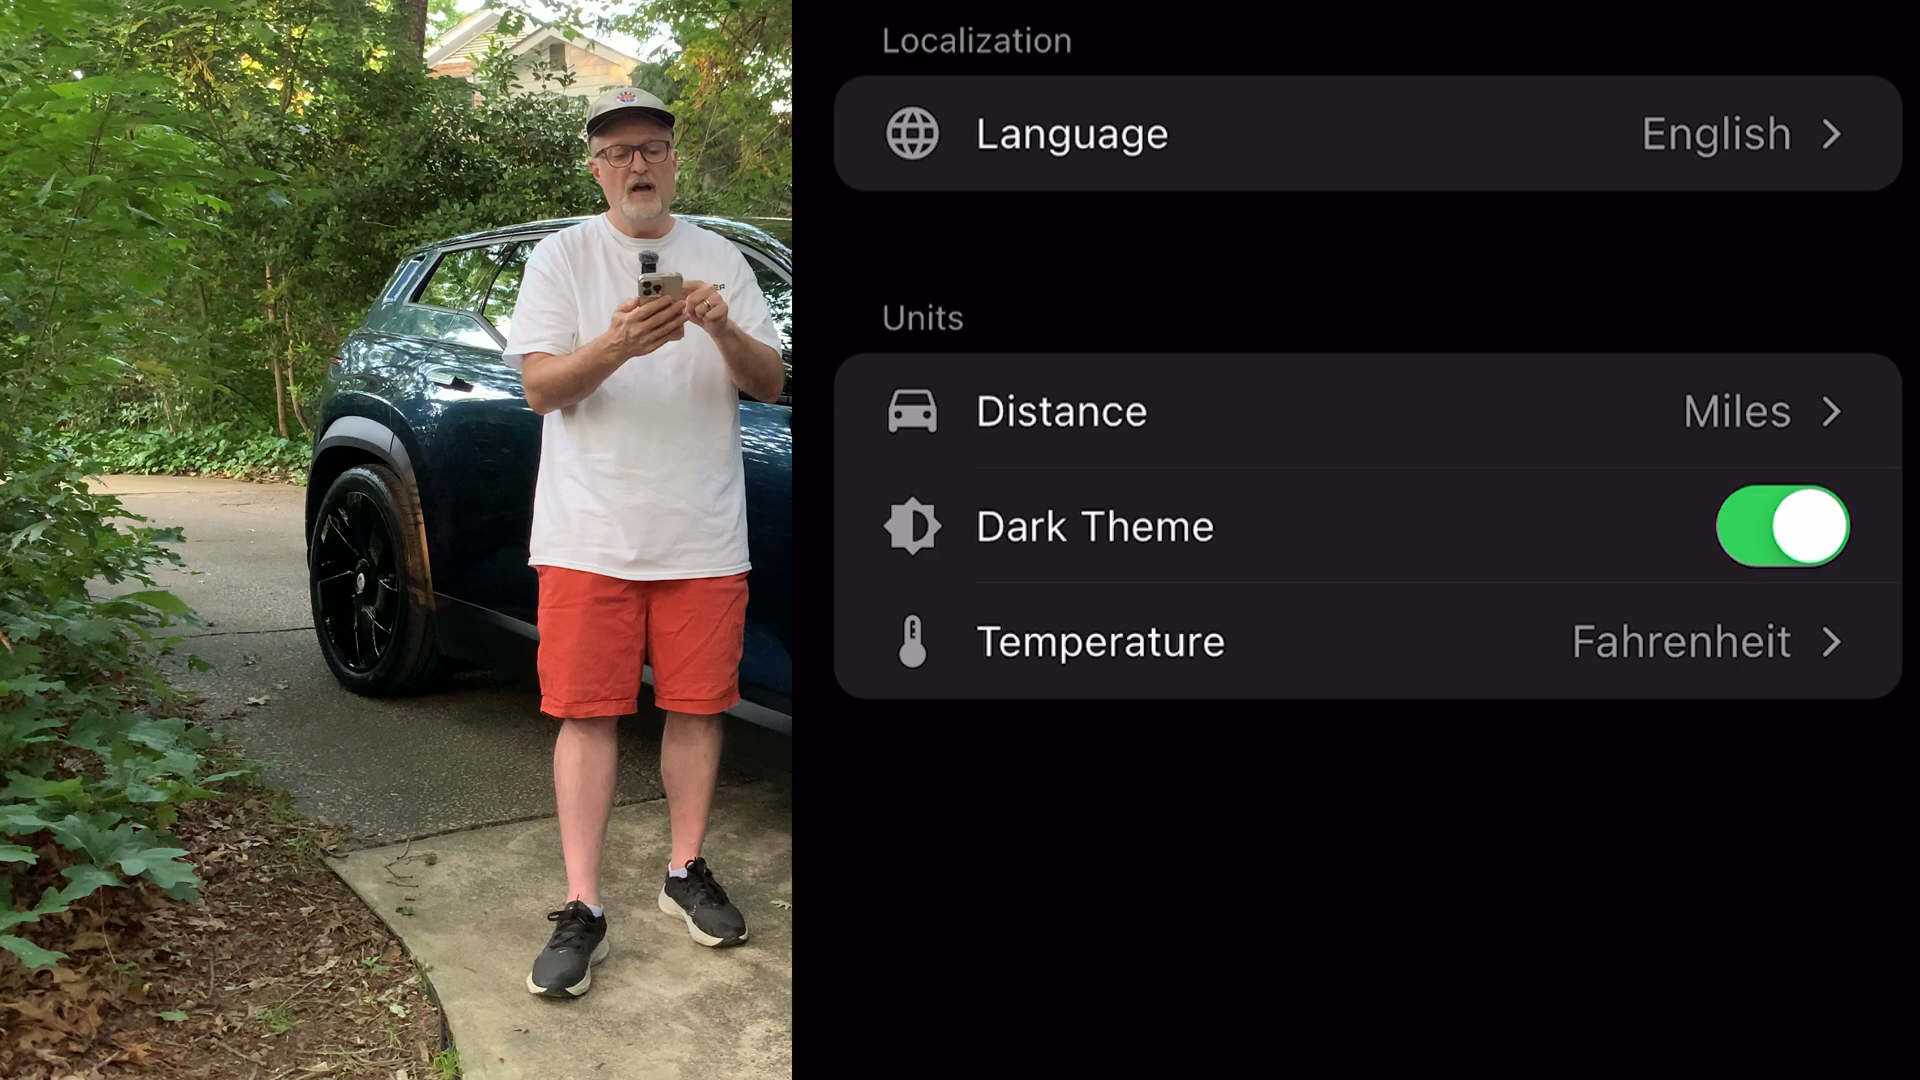 Localization
Language English
Units
Distance Miles
Dark Theme
Temperature Fahrenheit